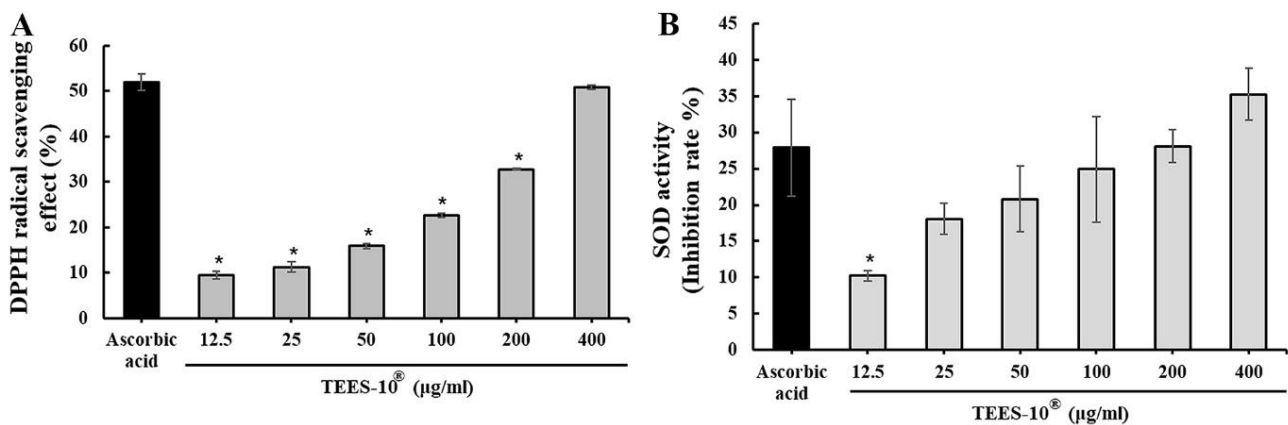 A
DPPH radical scavenging
effect (%)
60
50
40
30
20
10
0
*
*
*
*
*
Ascorbic
acid
12.5
25
50
100
200
400
TEES-10® (µg/ml)
B
SOD activity
(Inhibition rate %)
45
40
35
30
25
20
15
10
5
0
*
Ascorbic
acid
12.5
25
50
100
200
400
TEES-10® (µg/ml)